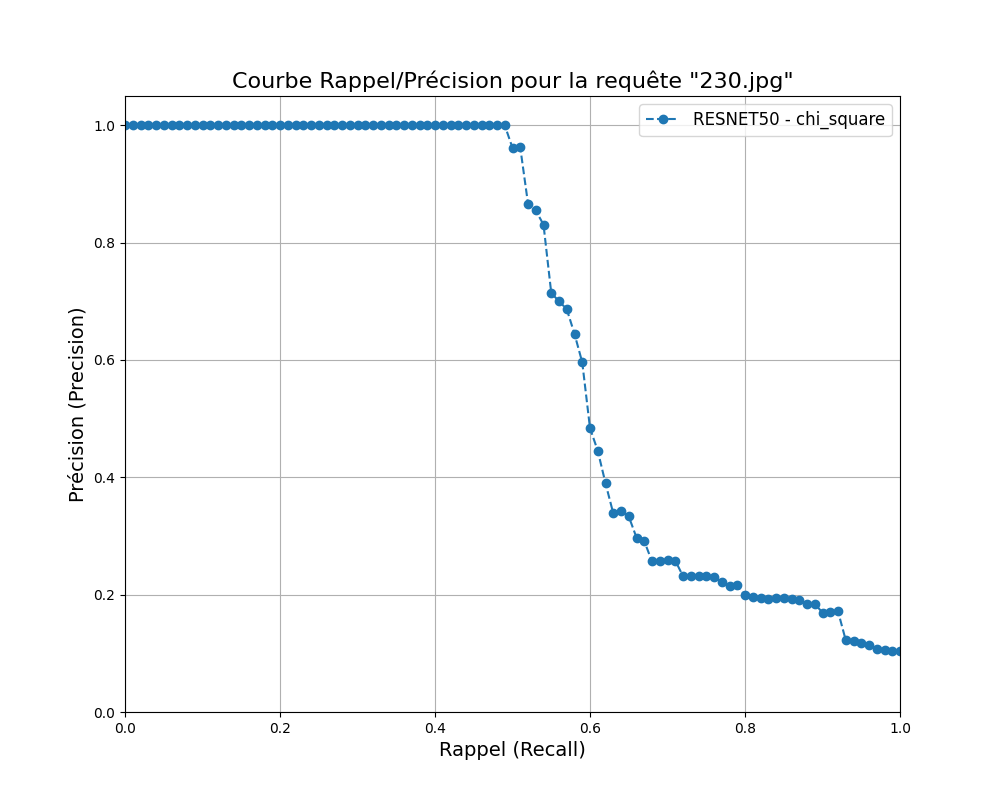 Courbe Rappel/Précision pour la requête "230.jpg"
RESNET50 - chi_square
Précision (Precision)
1.0
0.8
0.6
0.4
0.2
0.0
0.0 0.2 0.4 0.6 0.8 1.0
Rappel (Recall)